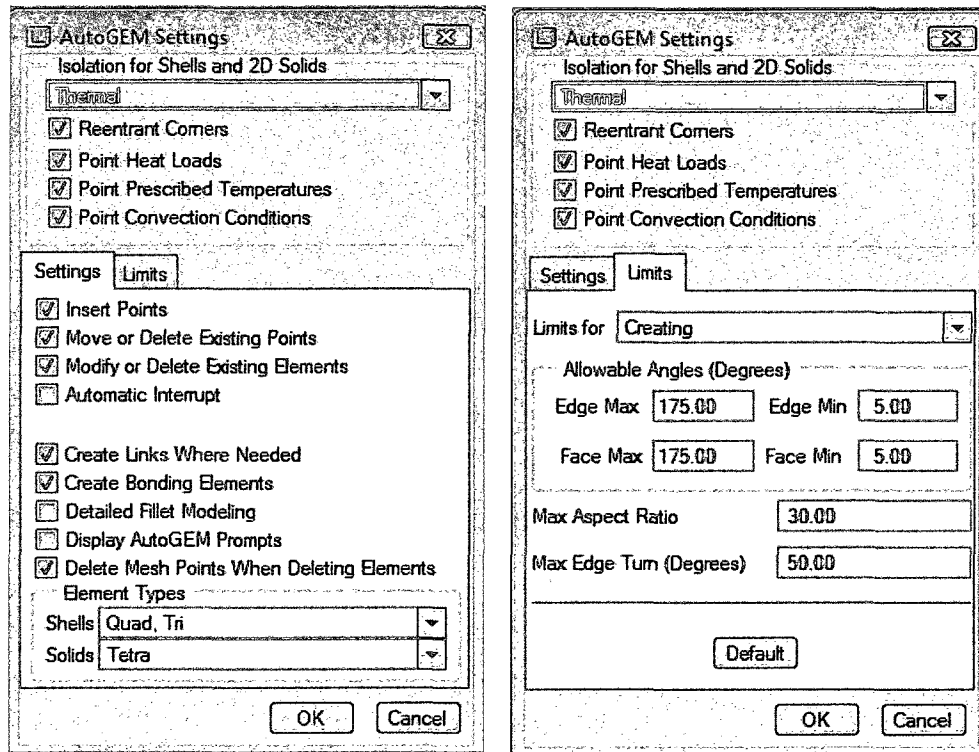 AutoGEM Settings
Isolation for Shells and 2D Solids
Thermal
Reentrant Corners
Point Heat Loads
Point Prescribed Temperatures
Point Convection Conditions
Settings Limits
Insert Points
Move or Delete Existing Points
Modify or Delete Existing Elements
Automatic Interrupt
Create Links Where Needed
Create Bonding Elements
Detailed Fillet Modeling
Display AutoGEM Prompts
Delete Mesh Points When Deleting Elements
Element Types
Shells Quad, Tri
Solids Tetra
OK Cancel
AutoGEM Settings
Isolation for Shells and 2D Solids
Thermal
Reentrant Corners
Point Heat Loads
Point Prescribed Temperatures
Point Convection Conditions
Settings Limits
Limits for Creating
Allowable Angles (Degrees)
Edge Max 175.00 Edge Min 5.00
Face Max 175.00 Face Min 5.00
Max Aspect Ratio 30.00
Max Edge Turn (Degrees) 50.00
Default
OK Cancel